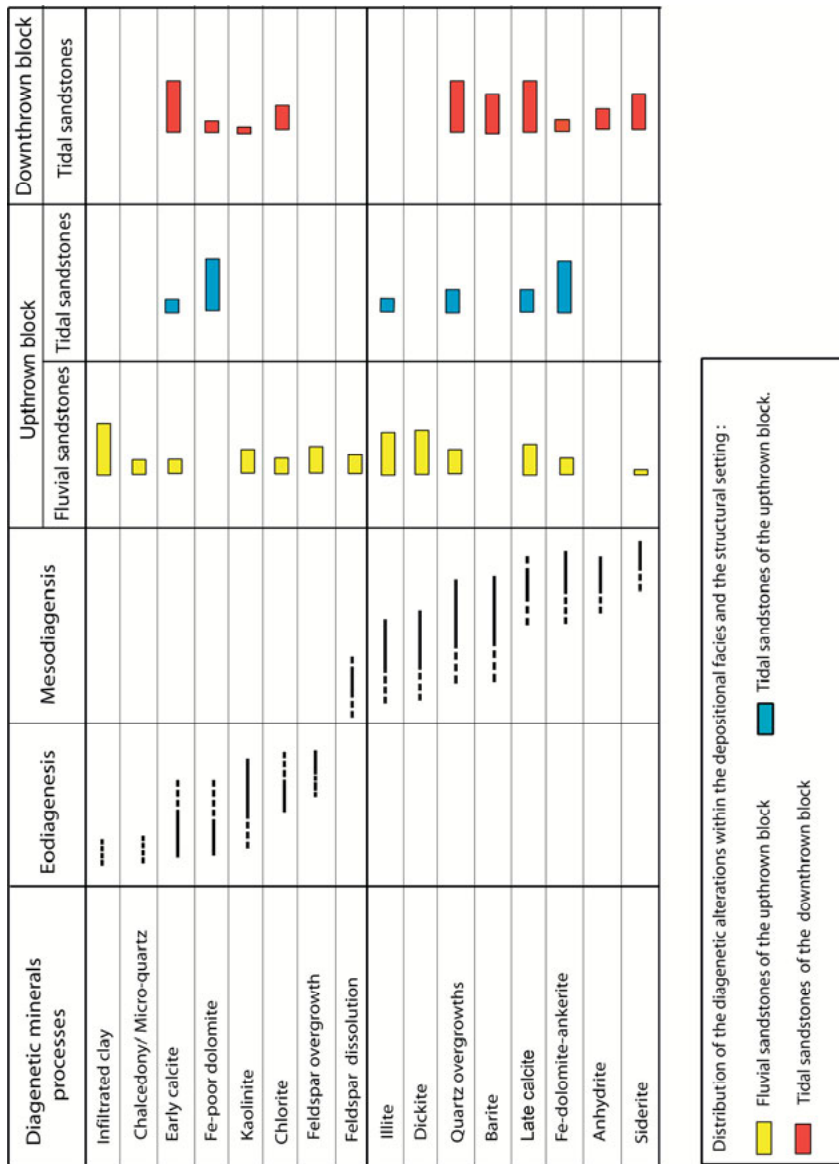 Diagenetic minerals
processes
Eodiagenesis
Mesodiagensis
Upthrown block
Downthrown block
Fluvial sandstones
Tidal sandstones
Tidal sandstones
Infiltrated clay
Chalcedony/ Micro-quartz
Early calcite
Fe-poor dolomite
Kaolinite
Chlorite
Feldspar overgrowth
Feldspar dissolution
Illite
Dickite
Quartz overgrowths
Barite
Late calcite
Fe-dolomite-ankerite
Anhydrite
Siderite
Distribution of the diagenetic alterations within the depositional facies and the structural setting :
Fluvial sandstones of the upthrown block
Tidal sandstones of the upthrown block.
Tidal sandstones of the downthrown block